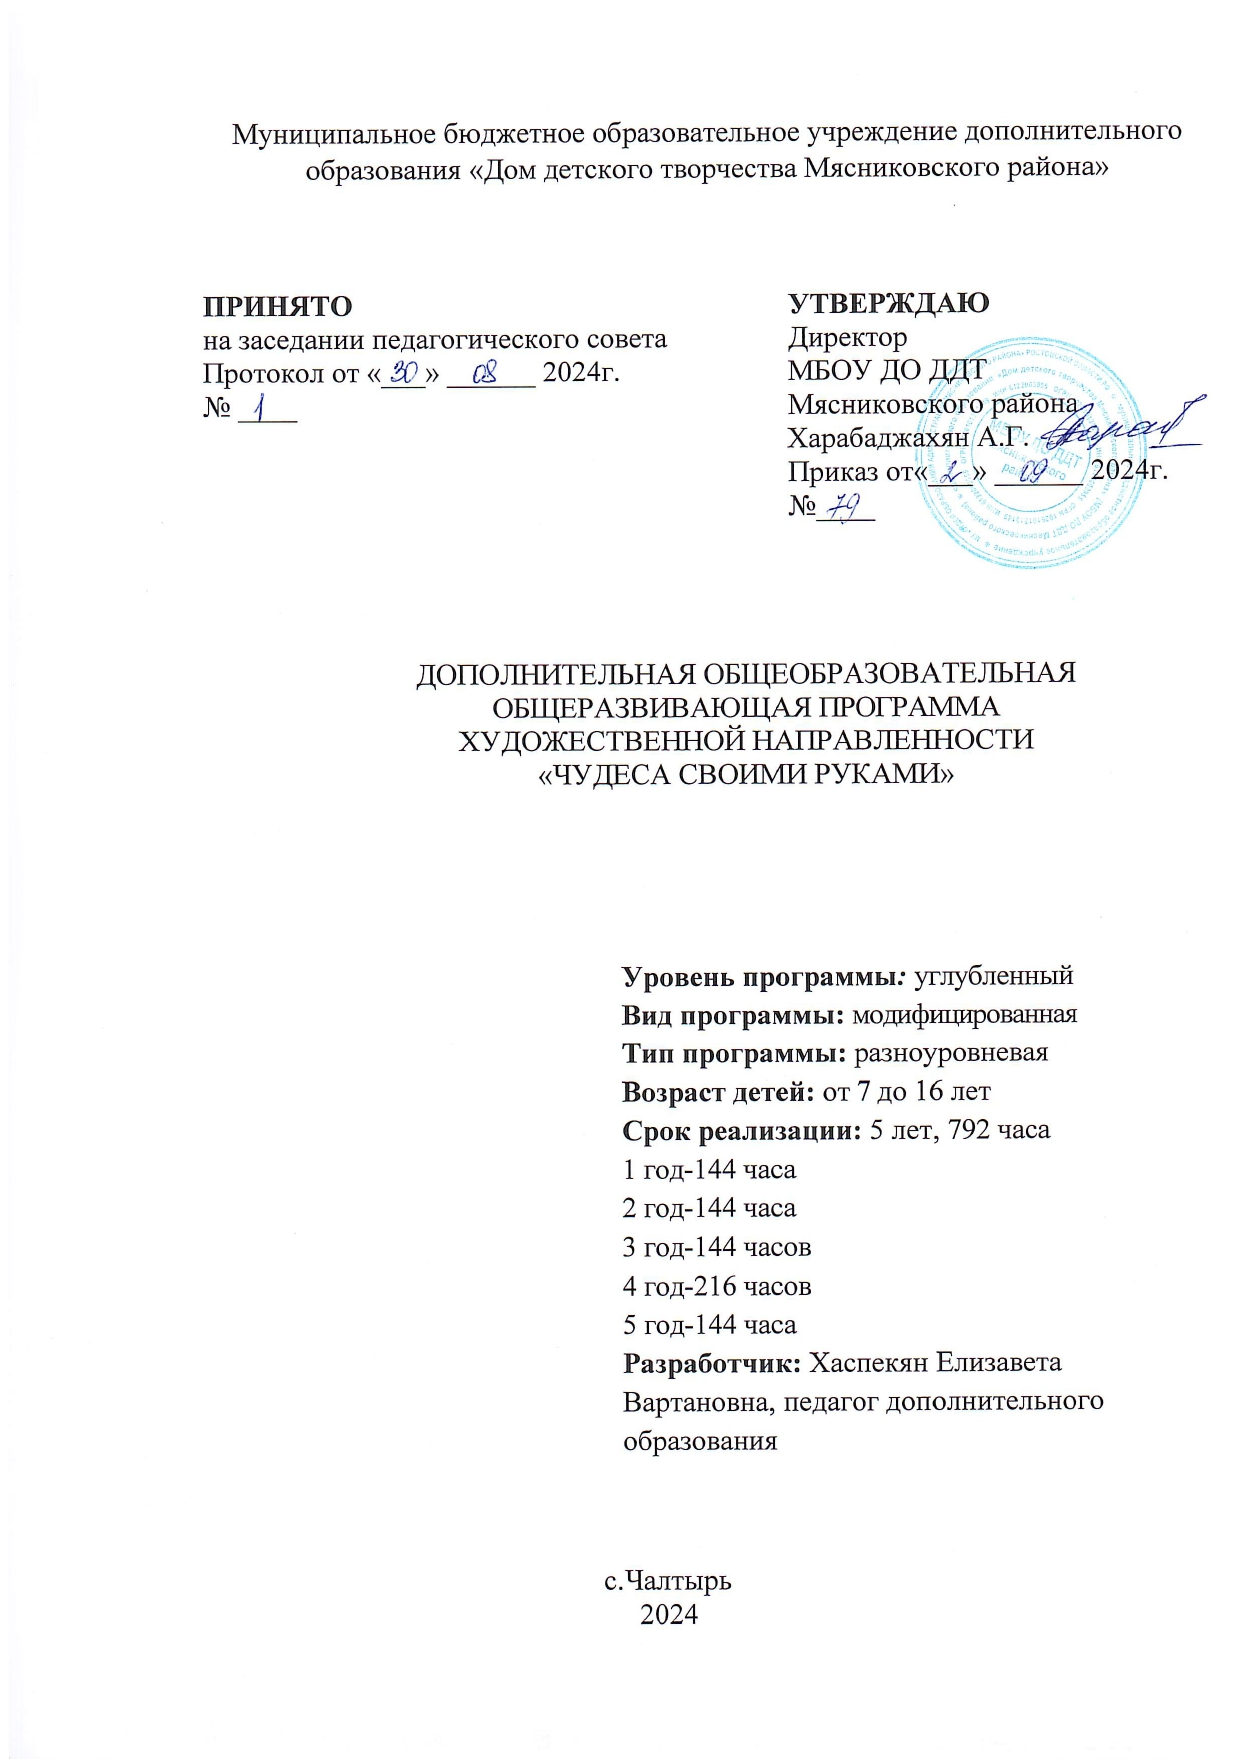 Муниципальное бюджетное образовательное учреждение дополнительного
образования «Дом детского творчества Мясниковского района»
ПРИНЯТО
на заседании педагогического совета
Протокол от «30» 08 2024г.
№ 1
УТВЕРЖДАЮ
Директор
МБОУ ДО ДДТ
Мясниковского района
Харабаджахян А.Г.
Приказ от«2» 09 2024г.
№ 79
ДОПОЛНИТЕЛЬНАЯ ОБЩЕОБРАЗОВАТЕЛЬНАЯ
ОБЩЕРАЗВИВАЮЩАЯ ПРОГРАММА
ХУДОЖЕСТВЕННОЙ НАПРАВЛЕННОСТИ
«ЧУДЕСА СВОИМИ РУКАМИ»
Уровень программы: углубленный
Вид программы: модифицированная
Тип программы: разноуровневая
Возраст детей: от 7 до 16 лет
Срок реализации: 5 лет, 792 часа
1 год-144 часа
2 год-144 часа
3 год-144 часов
4 год-216 часов
5 год-144 часа
Разработчик: Хаспекян Елизавета
Вартановна, педагог дополнительного
образования
с.Чалтырь
2024